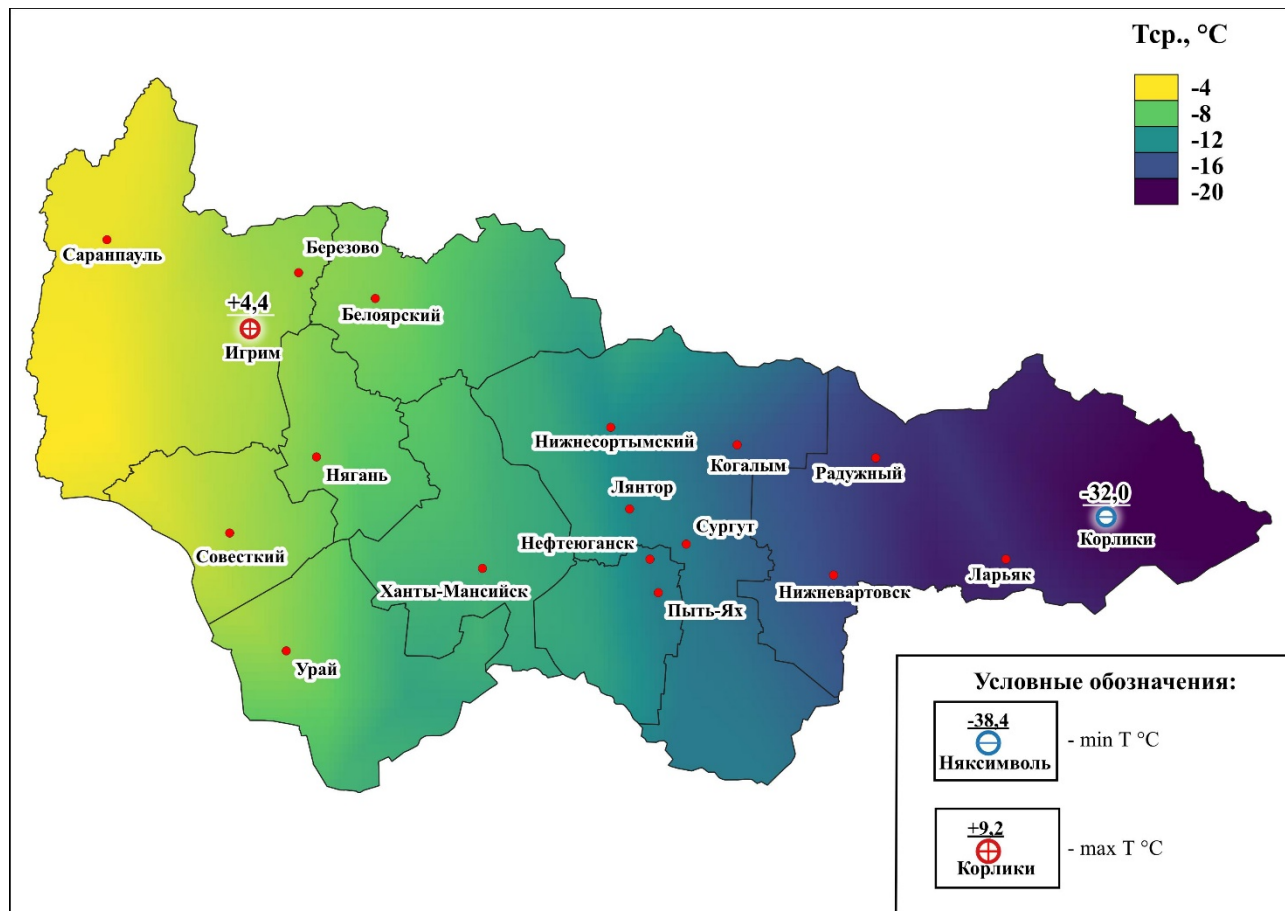 Тср., °C
-4
-8
-12
-16
-20
Саранпауль
Березово
Белоярский
+4,4
Игрим
Нижнесортымский
Когалым
Радужный
Нягань
Лянтор
-32,0
Корлики
Сургут
Совесткий
Нефтеюганск
Ханты-Мансийск
Пыть-Ях
Нижневартовск
Ларьяк
Урай
Условные обозначения:
-38,4
Няксимволь
- min T °C
+9,2
Корлики
- max T °C